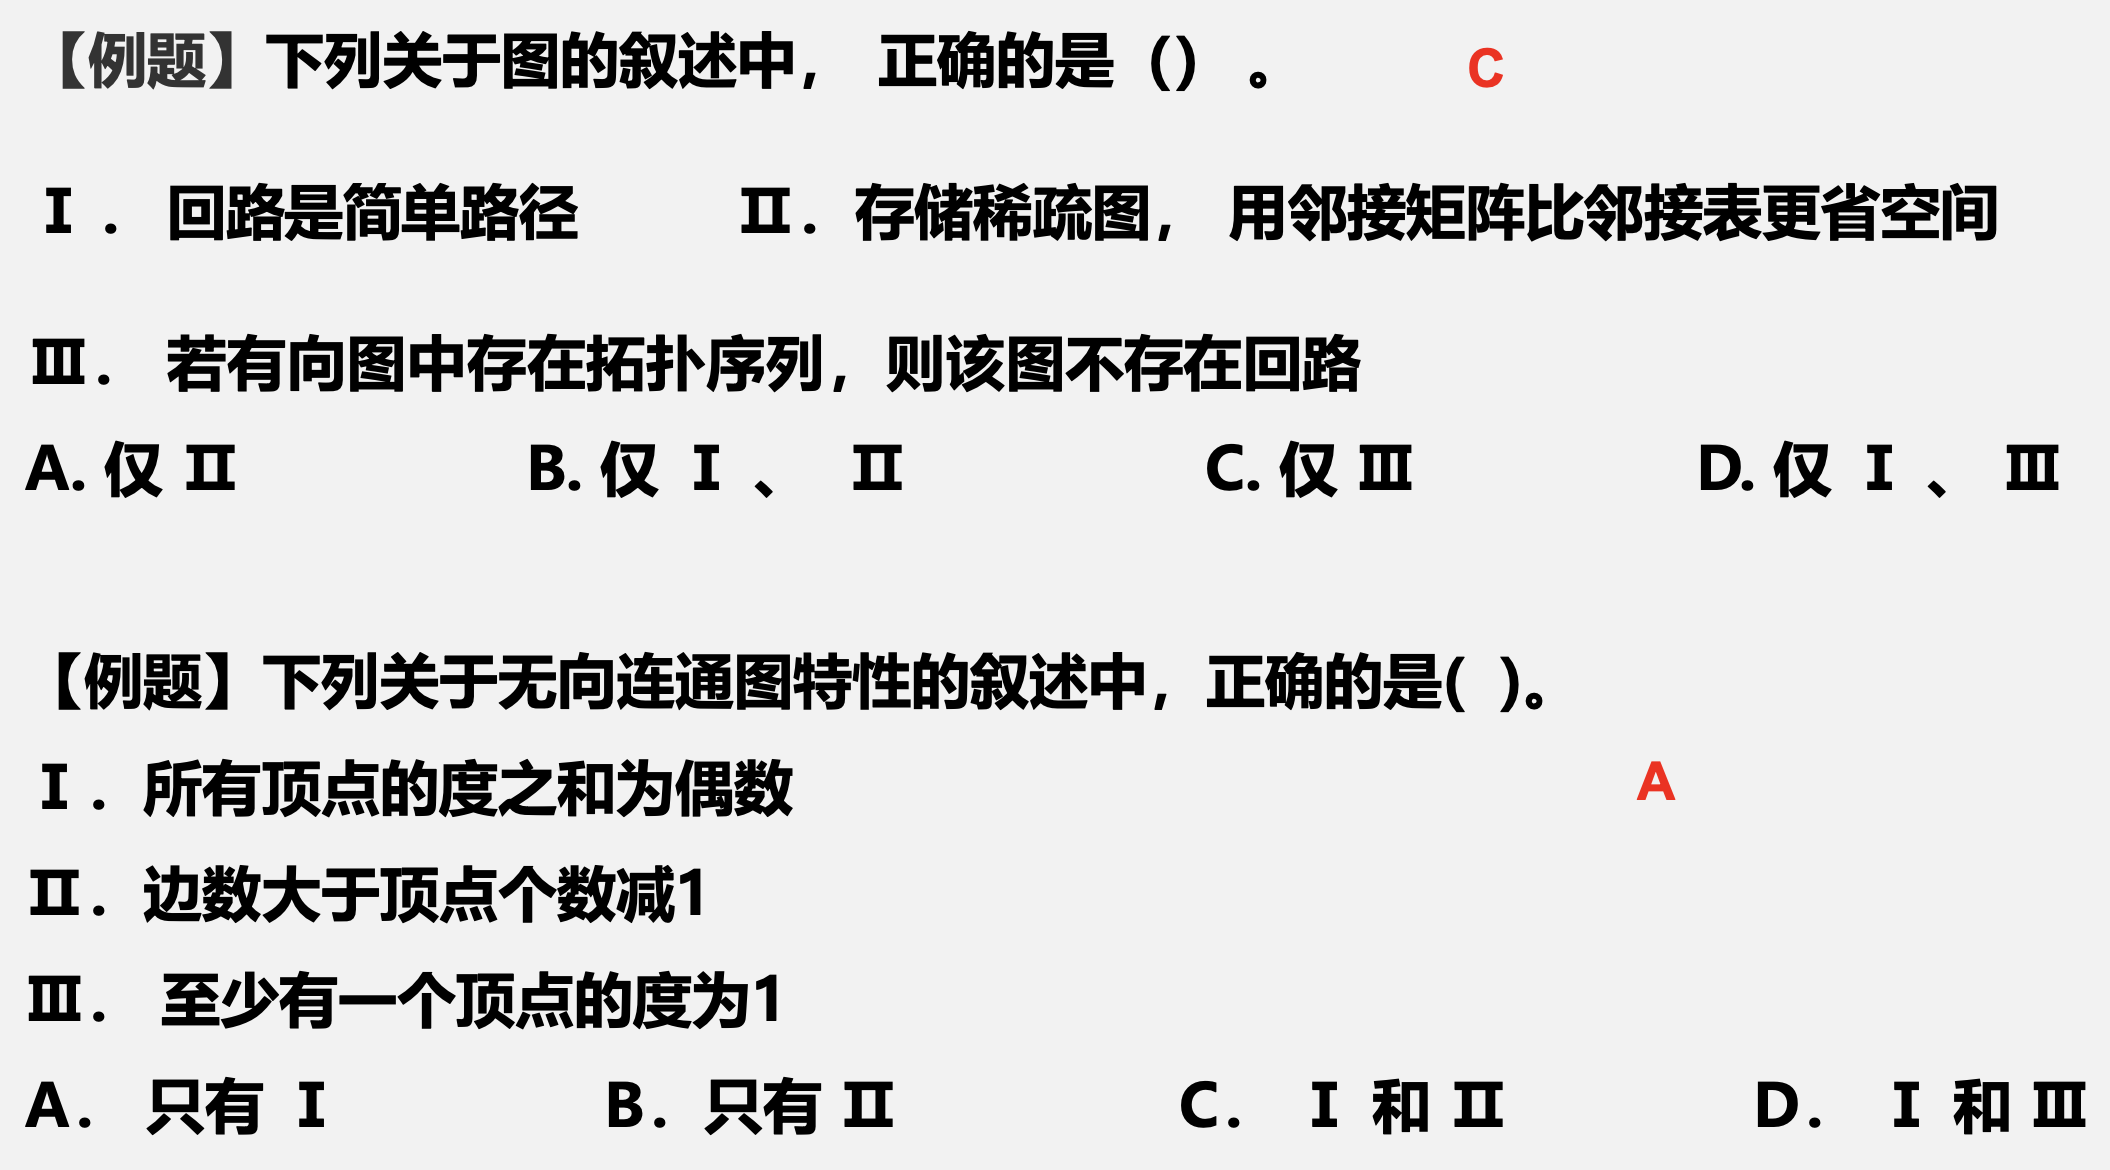 【例题】下列关于图的叙述中， 正确的是（） 。 C
Ⅰ． 回路是简单路径 Ⅱ．存储稀疏图， 用邻接矩阵比邻接表更省空间
Ⅲ． 若有向图中存在拓扑序列，则该图不存在回路
A. 仅 Ⅱ B. 仅 Ⅰ 、 Ⅱ C. 仅 Ⅲ D. 仅 Ⅰ 、 Ⅲ
【例题】下列关于无向连通图特性的叙述中，正确的是( )。
Ⅰ．所有顶点的度之和为偶数 A
Ⅱ．边数大于顶点个数减1
Ⅲ． 至少有一个顶点的度为1
A． 只有 Ⅰ B．只有 Ⅱ C． Ⅰ 和 Ⅱ D． Ⅰ 和 Ⅲ